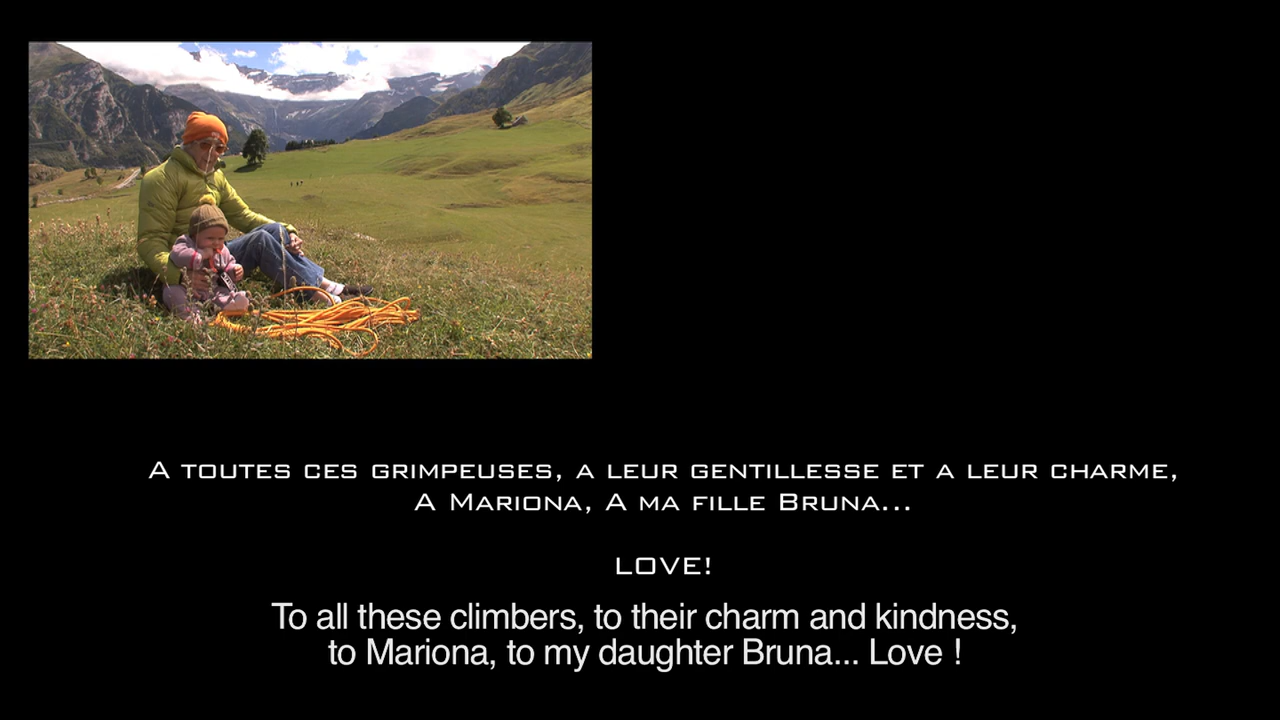 A TOUTES CES GRIMPEUSES, A LEUR GENTILLESSE ET A LEUR CHARME,
A MARIONA, A MA FILLE BRUNA...
LOVE!
To all these climbers, to their charm and kindness,
to Mariona, to my daughter Bruna... Love !